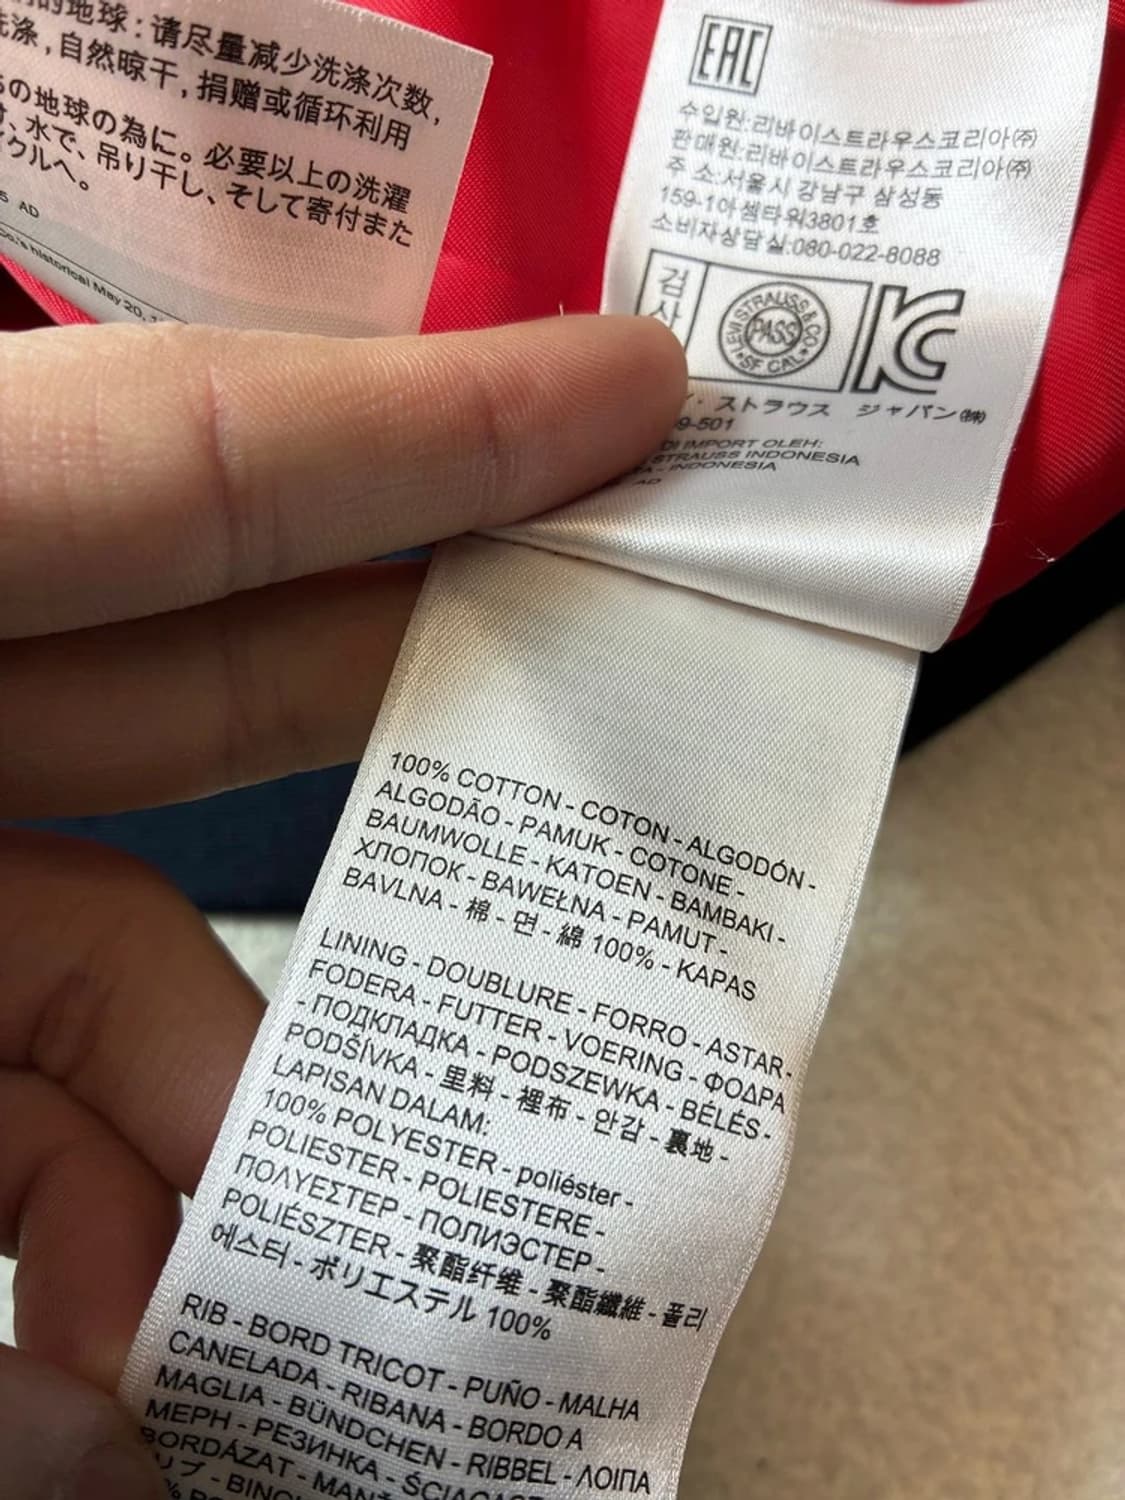 的地球：请尽量减少洗涤次数，
洗涤，自然晾干，捐赠或循环利用
の地球の為に。必要以上の洗濯
水で、吊り干し、そして寄付また
クルへ。
AD
historical May 20,
EAC
수입원:리바이스트라우스코리아(주)
판매원:리바이스트라우스코리아(주)
주 소:서울시 강남구 삼성동
159-1아셈타워3801호
소비자상담실:080-022-8088
검사
LEVI STRAUSS & CO
PASS
SF CAL
KC
ストラウス ジャパン(株)
9-501
DI IMPORT OLEH:
STRAUSS INDONESIA
- INDONESIA
AD
100% COTTON - COTON - ALGODÓN -
ALGODÃO - PAMUK - COTONE -
BAUMWOLLE - KATOEN - BAMBAKI -
ХЛОПОК - BAWEŁNA - PAMUT -
BAVLNA - 棉 - 면 - 綿 100% - KAPAS
LINING - DOUBLURE - FORRO - ASTAR-
FODERA - FUTTER - VOERING - ΦΟΔΡΑ
- ПОДКЛАДКА - PODSZEWKA - BÉLÉS -
PODŠÍVKA - 里料 - 裡布 - 안감 - 裏地 -
LAPISAN DALAM:
100% POLYESTER - poliéster -
POLIESTER - POLIESTERE -
ΠΟΛΥΕΣΤΕΡ - ПОЛИЭСТЕР -
POLIÉSZTER - 聚酯纤维 - 聚酯纖維 - 폴리
에스터 - ポリエステル 100%
RIB - BORD TRICOT - PUÑO - MALHA
CANELADA - RIBANA - BORDO A
MAGLIA - BÜNDCHEN - RIBBEL - ΛΟΙΠΑ
ΜΕΡΗ - РЕЗИНКА - ŚCIĄGACZ
BORDÁZAT -
リブ -